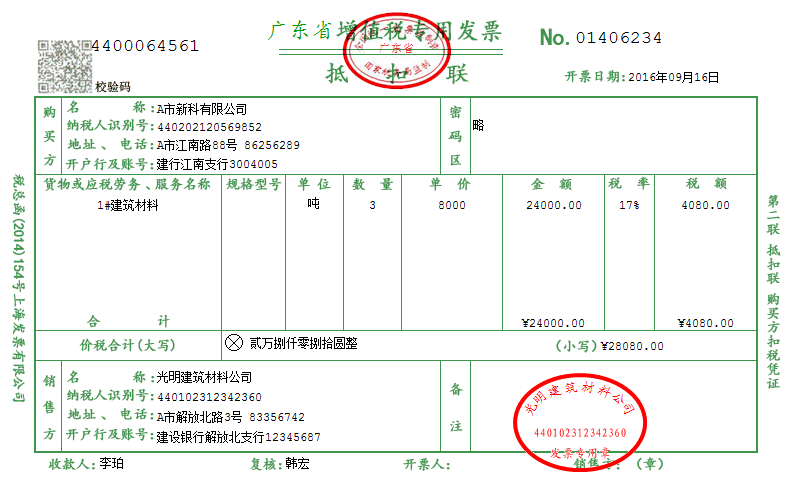 4400064561
广东省增值税专用发票
No.01406234
抵 扣 联
校验码
开票日期:2016年09月16日
全国统一发票监制章
广东省
国家税务局监制
购买方
名 称:A市新科有限公司
纳税人识别号:440202120569852
地址、电话:A市江南路88号 86256289
开户行及账号:建行江南支行3004005
密码区
略
货物或应税劳务、服务名称 规格型号 单 位 数 量 单 价 金 额 税 率 税 额
1#建筑材料 吨 3 8000 24000.00 17% 4080.00
合 计 ¥24000.00 ¥4080.00
价税合计(大写) 贰万捌仟零捌拾圆整 (小写)¥28080.00
销售方
名 称:光明建筑材料公司
纳税人识别号:440102312342360
地址、电话:A市解放北路3号 83356742
开户行及账号:建设银行解放北支行12345687
备注
光明建筑材料公司
440102312342360
发票专用章
收款人:李珀 复核:韩宏 开票人: 销售方:(章)
税总函(2014)154号上海发票有限公司
第二联 抵扣联 购买方扣税凭证